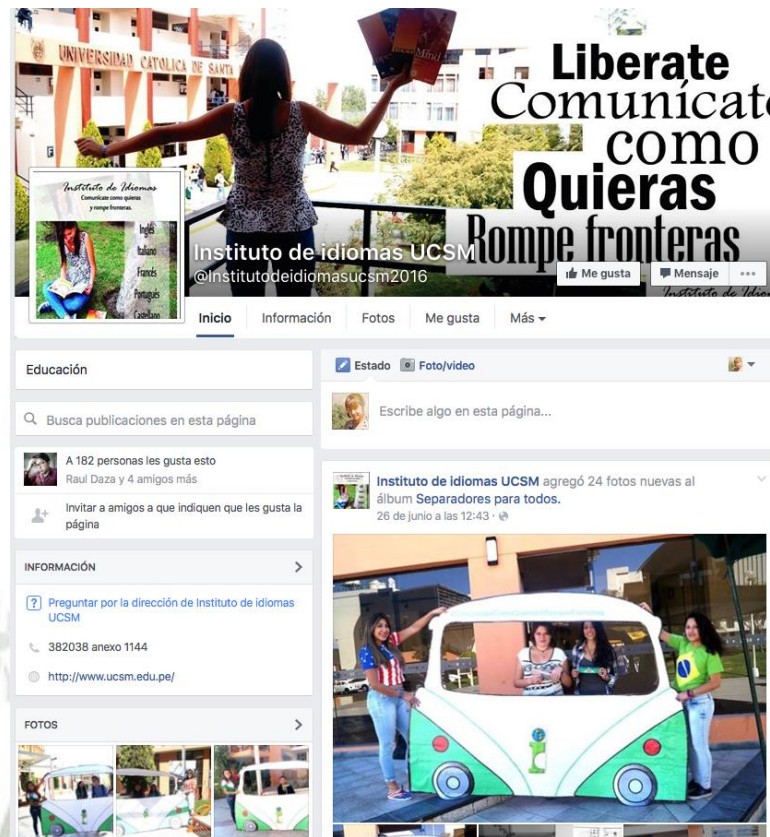 UNIVERSIDAD CATOLICA DE SANTA
Mind
Liberate
Comunícate
como
Quieras
Rompe fronteras
Instituto de Idiomas
Comunícate como quieras
y rompe fronteras.
Inglés
Italiano
Francés
Portugués
Castellano
Instituto de idiomas UCSM
@Institutodeidiomasucsm2016
Me gusta
Mensaje
Instituto de Idiom
Inicio Información Fotos Me gusta Más
Educación
Busca publicaciones en esta página
A 182 personas les gusta esto
Raul Daza y 4 amigos más
Invitar a amigos a que indiquen que les gusta la
página
INFORMACIÓN
Preguntar por la dirección de Instituto de idiomas
UCSM
382038 anexo 1144
http://www.ucsm.edu.pe/
FOTOS
Estado Foto/video
Escribe algo en esta página...
Instituto de idiomas UCSM agregó 24 fotos nuevas al
álbum Separadores para todos.
26 de junio a las 12:43